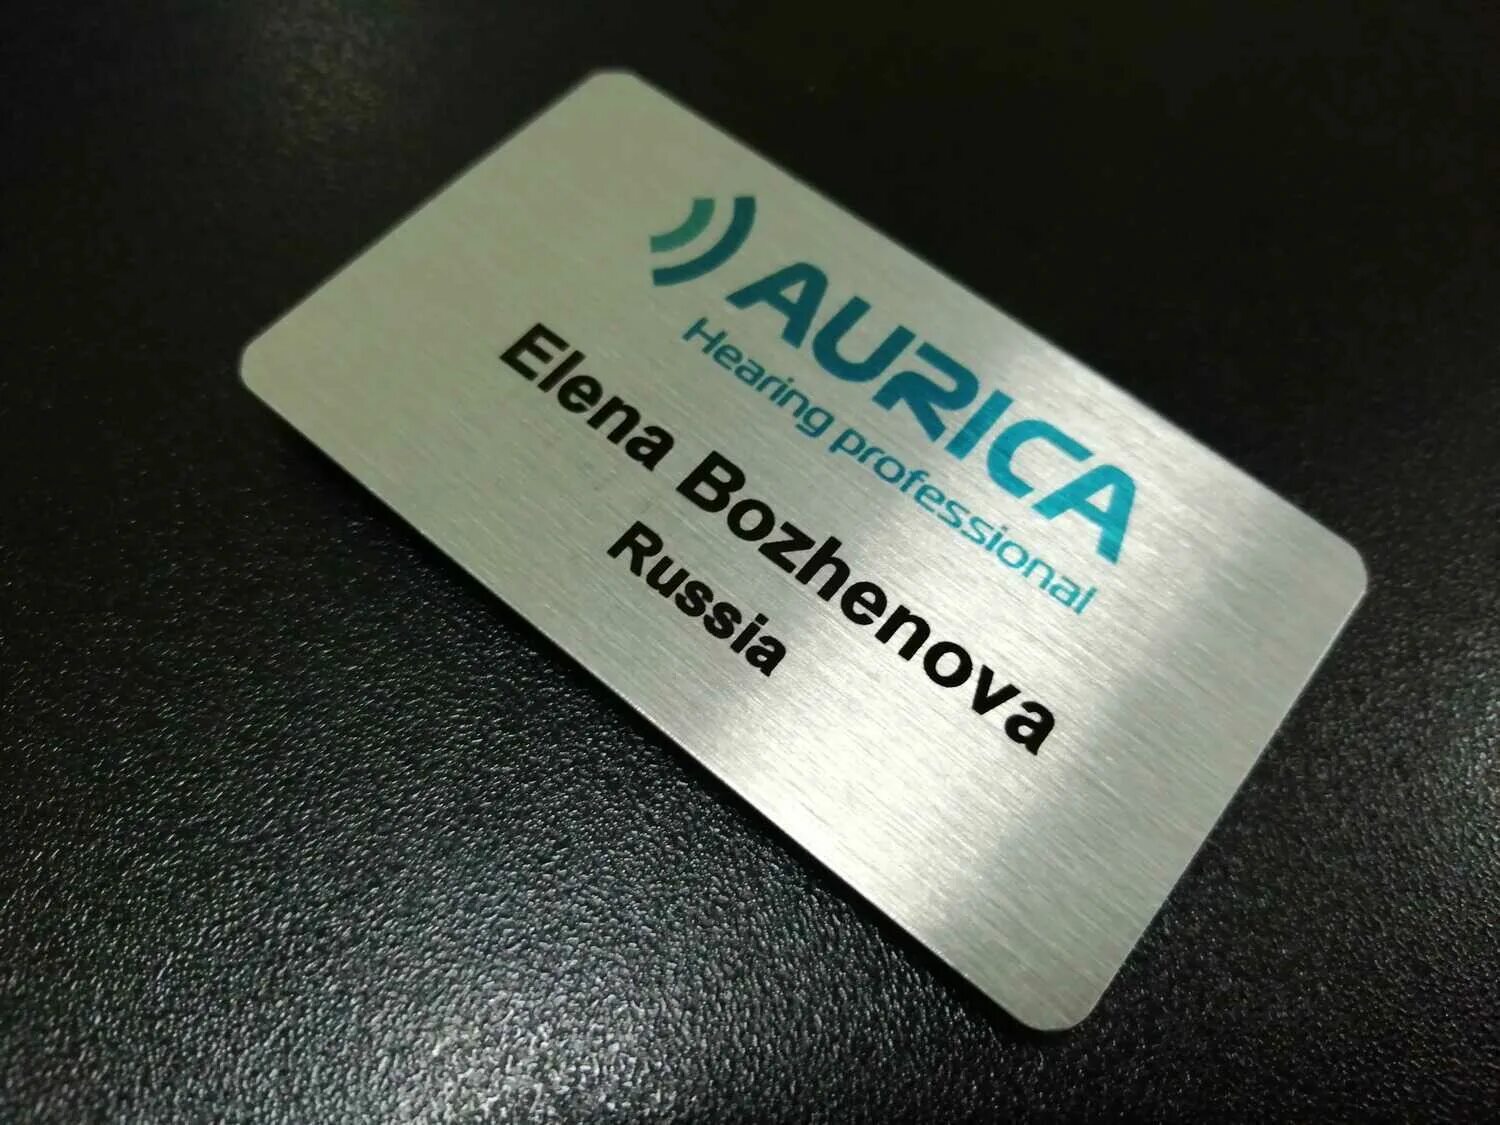 AURICA
Hearing professional
Elena Bozhenova
Russia